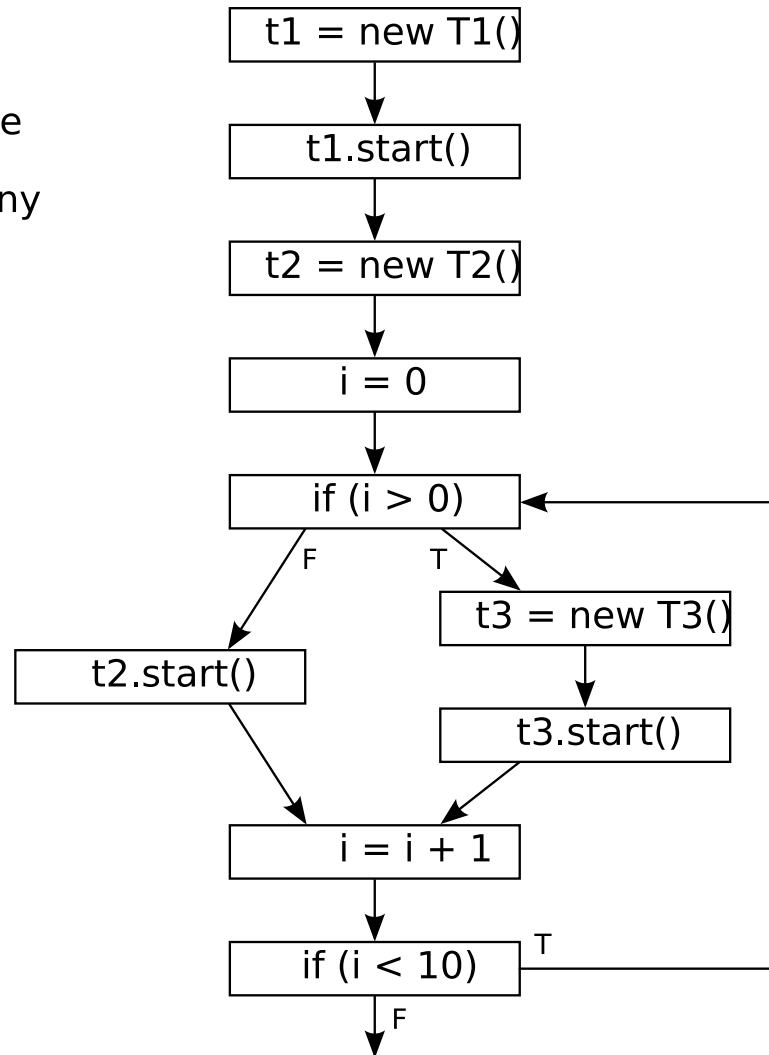 t1 = new T1()
e
t1.start()
ny
t2 = new T2()
i = 0
if (i > 0)
F
T
t3 = new T3()
t2.start()
t3.start()
i = i + 1
T
if (i < 10)
F